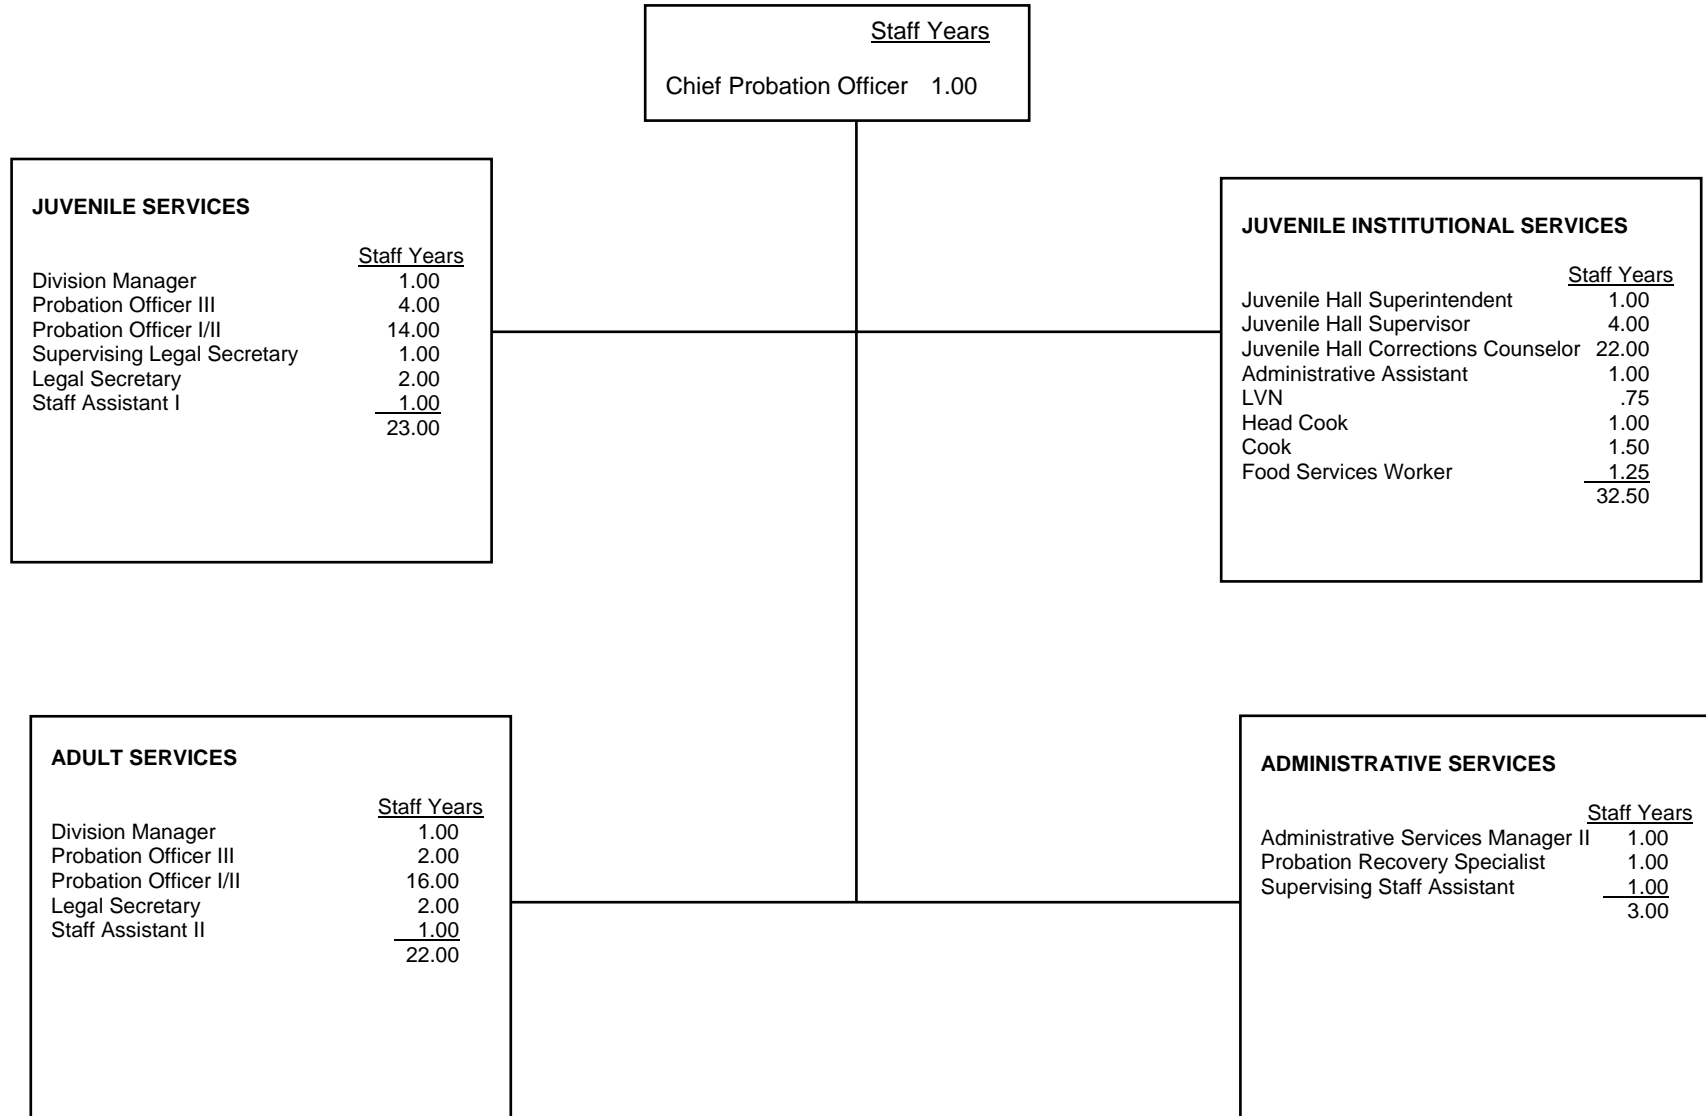 Staff Years
Chief Probation Officer 1.00
JUVENILE SERVICES
Staff Years
Division Manager 1.00
Probation Officer III 4.00
Probation Officer I/II 14.00
Supervising Legal Secretary 1.00
Legal Secretary 2.00
Staff Assistant I 1.00
23.00
JUVENILE INSTITUTIONAL SERVICES
Staff Years
Juvenile Hall Superintendent 1.00
Juvenile Hall Supervisor 4.00
Juvenile Hall Corrections Counselor 22.00
Administrative Assistant 1.00
LVN .75
Head Cook 1.00
Cook 1.50
Food Services Worker 1.25
32.50
ADULT SERVICES
Staff Years
Division Manager 1.00
Probation Officer III 2.00
Probation Officer I/II 16.00
Legal Secretary 2.00
Staff Assistant II 1.00
22.00
ADMINISTRATIVE SERVICES
Staff Years
Administrative Services Manager II 1.00
Probation Recovery Specialist 1.00
Supervising Staff Assistant 1.00
3.00